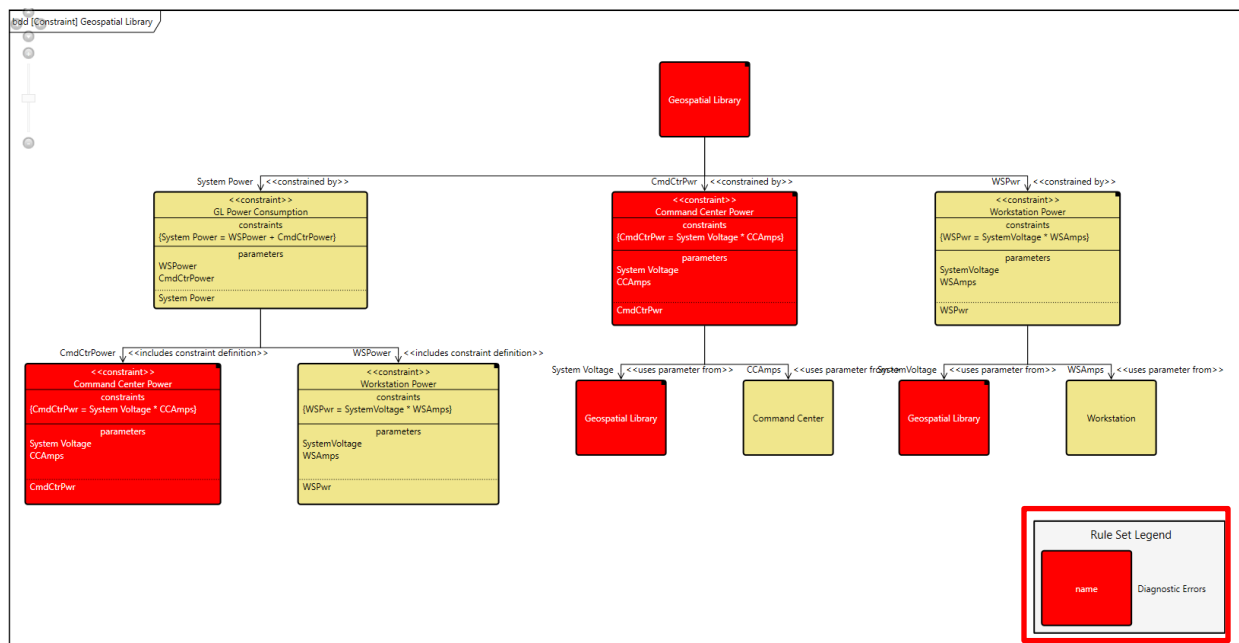 bdd [Constraint] Geospatial Library
Geospatial Library
System Power <<constrained by>>
CmdCtrPwr <<constrained by>>
WSPwr <<constrained by>>
<<constraint>>
GL Power Consumption
constraints
{System Power = WSPower + CmdCtrPower}
parameters
WSPower
CmdCtrPower
System Power
<<constraint>>
Command Center Power
constraints
{CmdCtrPwr = System Voltage * CCAmps}
parameters
System Voltage
CCAmps
CmdCtrPwr
<<constraint>>
Workstation Power
constraints
{WSPwr = SystemVoltage * WSAmps}
parameters
SystemVoltage
WSAmps
WSPwr
CmdCtrPower <<includes constraint definition>>
WSPower <<includes constraint definition>>
System Voltage <<uses parameter from>>
CCAmps <<uses parameter from>>
SystemVoltage <<uses parameter from>>
WSAmps <<uses parameter from>>
<<constraint>>
Command Center Power
constraints
{CmdCtrPwr = System Voltage * CCAmps}
parameters
System Voltage
CCAmps
CmdCtrPwr
<<constraint>>
Workstation Power
constraints
{WSPwr = SystemVoltage * WSAmps}
parameters
SystemVoltage
WSAmps
WSPwr
Geospatial Library
Command Center
Geospatial Library
Workstation
Rule Set Legend
name
Diagnostic Errors